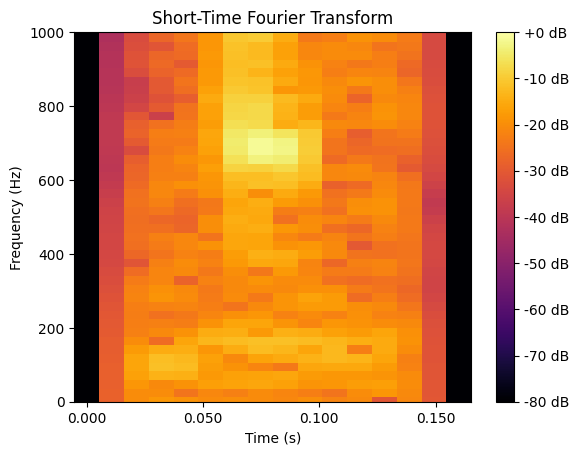 Short-Time Fourier Transform
1000
800
600
400
200
0
Frequency (Hz)
0.000
0.050
0.100
0.150
Time (s)
+0 dB
-10 dB
-20 dB
-30 dB
-40 dB
-50 dB
-60 dB
-70 dB
-80 dB